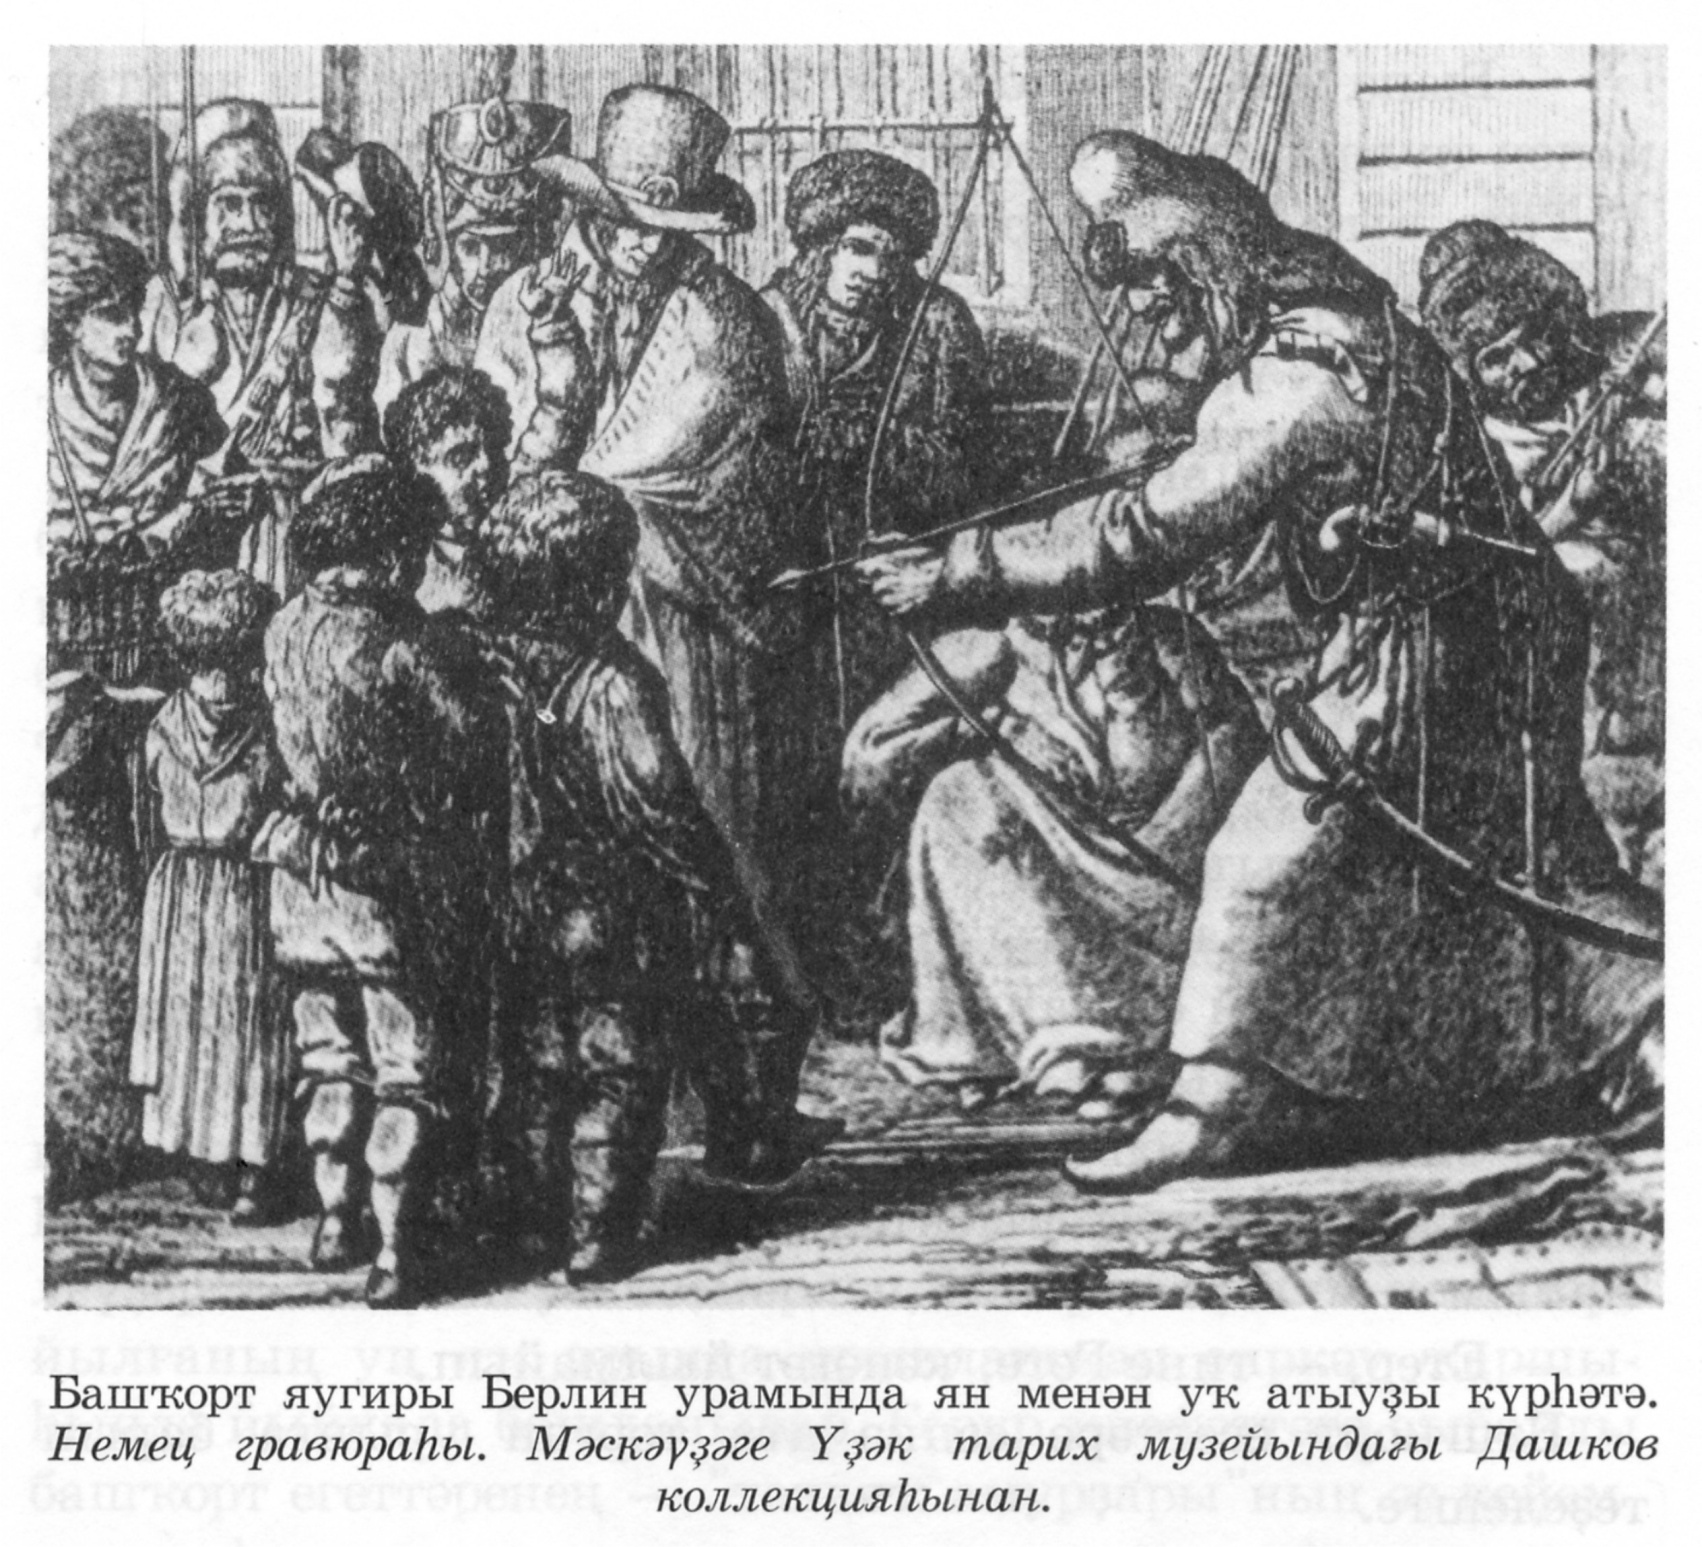 Башҡорт яугиры Берлин урамында ян менән уҡ атыуҙы күрһәтә.
Немец гравюраһы. Мәскәүҙәге Үҙәк тарих музейындағы Дашков
коллекцияһынан.